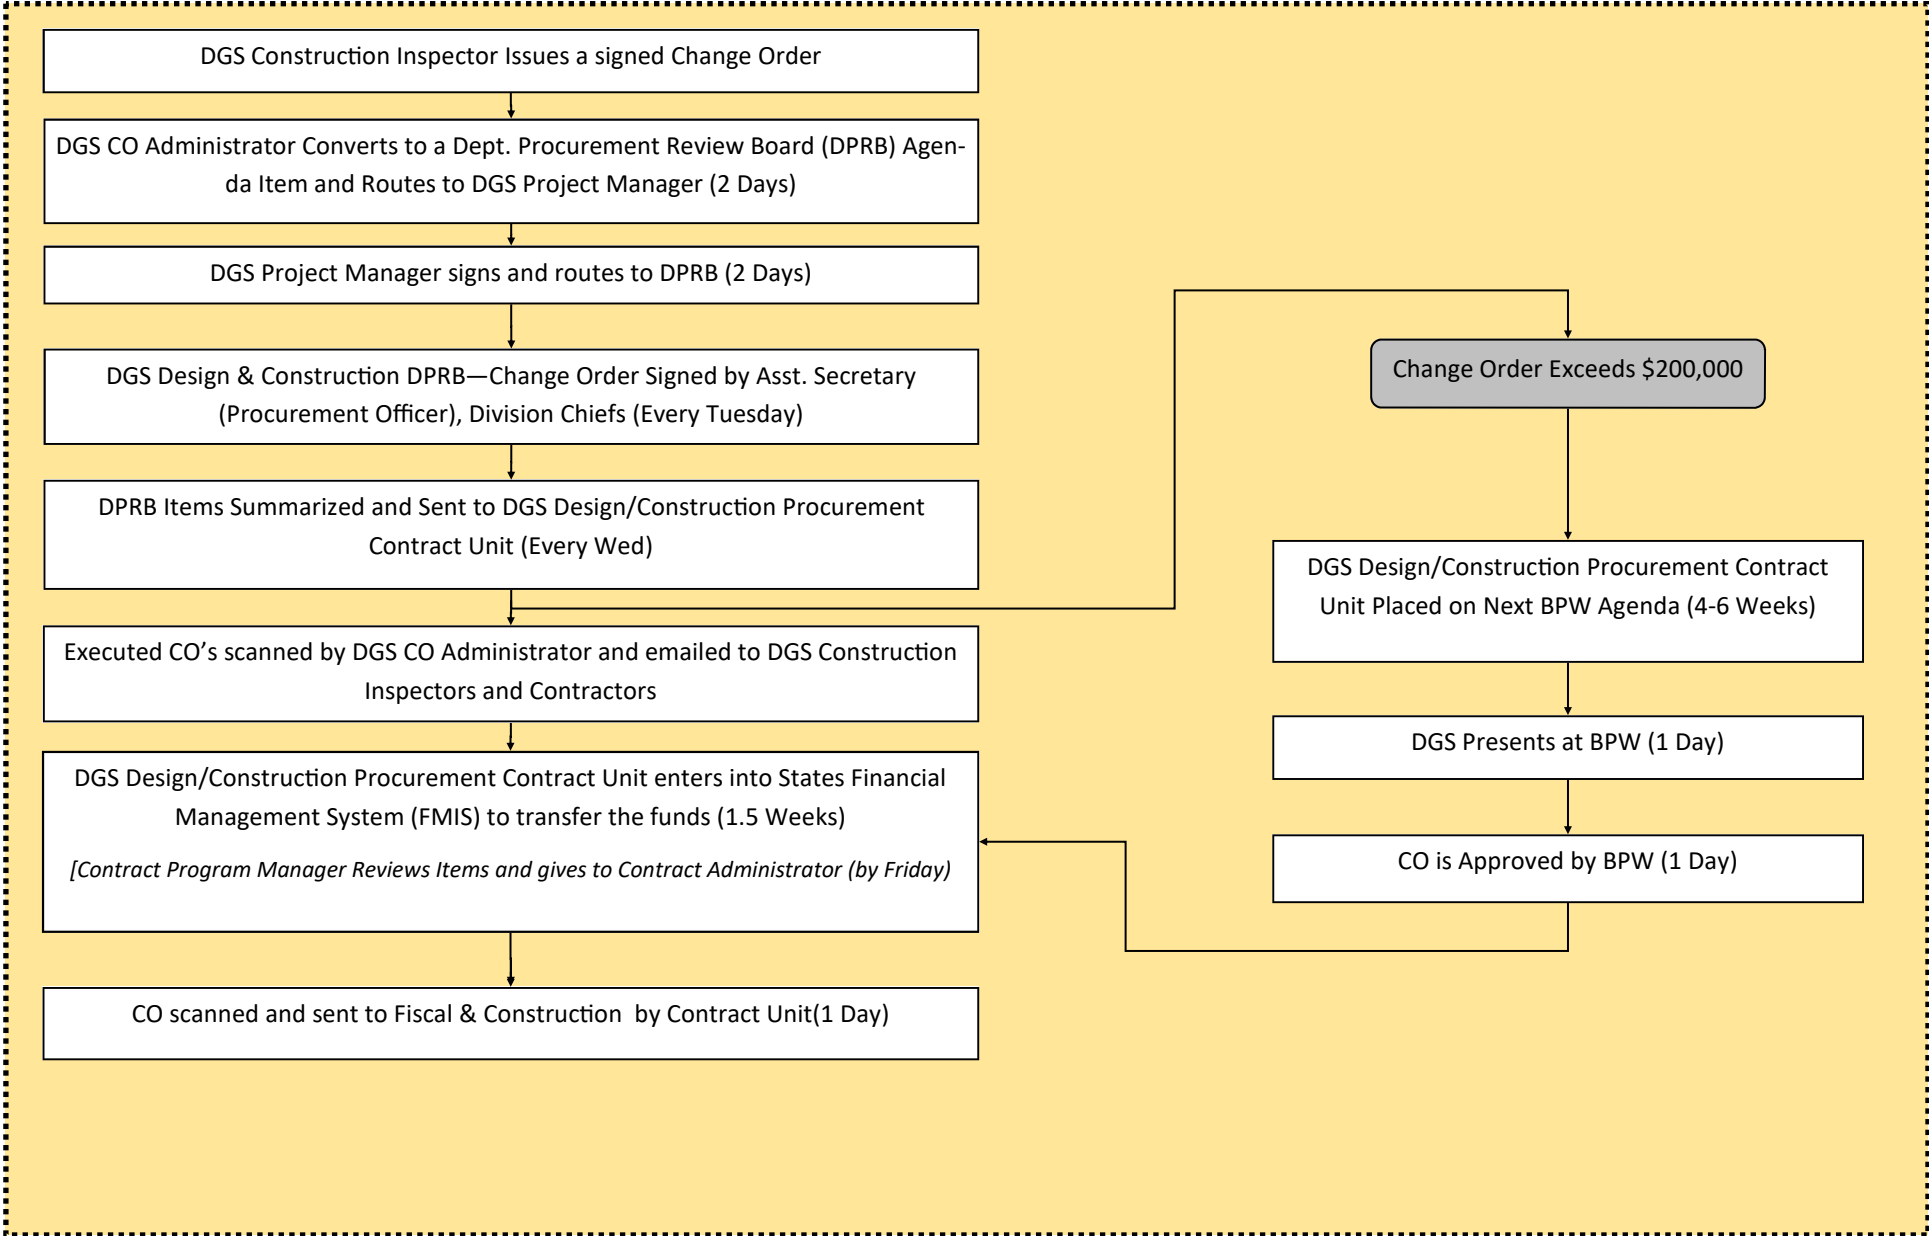 DGS Construction Inspector Issues a signed Change Order
DGS CO Administrator Converts to a Dept. Procurement Review Board (DPRB) Agen-
da Item and Routes to DGS Project Manager (2 Days)
DGS Project Manager signs and routes to DPRB (2 Days)
DGS Design & Construction DPRB—Change Order Signed by Asst. Secretary
(Procurement Officer), Division Chiefs (Every Tuesday)
DPRB Items Summarized and Sent to DGS Design/Construction Procurement
Contract Unit (Every Wed)
Executed CO’s scanned by DGS CO Administrator and emailed to DGS Construction
Inspectors and Contractors
DGS Design/Construction Procurement Contract Unit enters into States Financial
Management System (FMIS) to transfer the funds (1.5 Weeks)
[Contract Program Manager Reviews Items and gives to Contract Administrator (by Friday)
CO scanned and sent to Fiscal & Construction  by Contract Unit(1 Day)
Change Order Exceeds $200,000
DGS Design/Construction Procurement Contract
Unit Placed on Next BPW Agenda (4-6 Weeks)
DGS Presents at BPW (1 Day)
CO is Approved by BPW (1 Day)